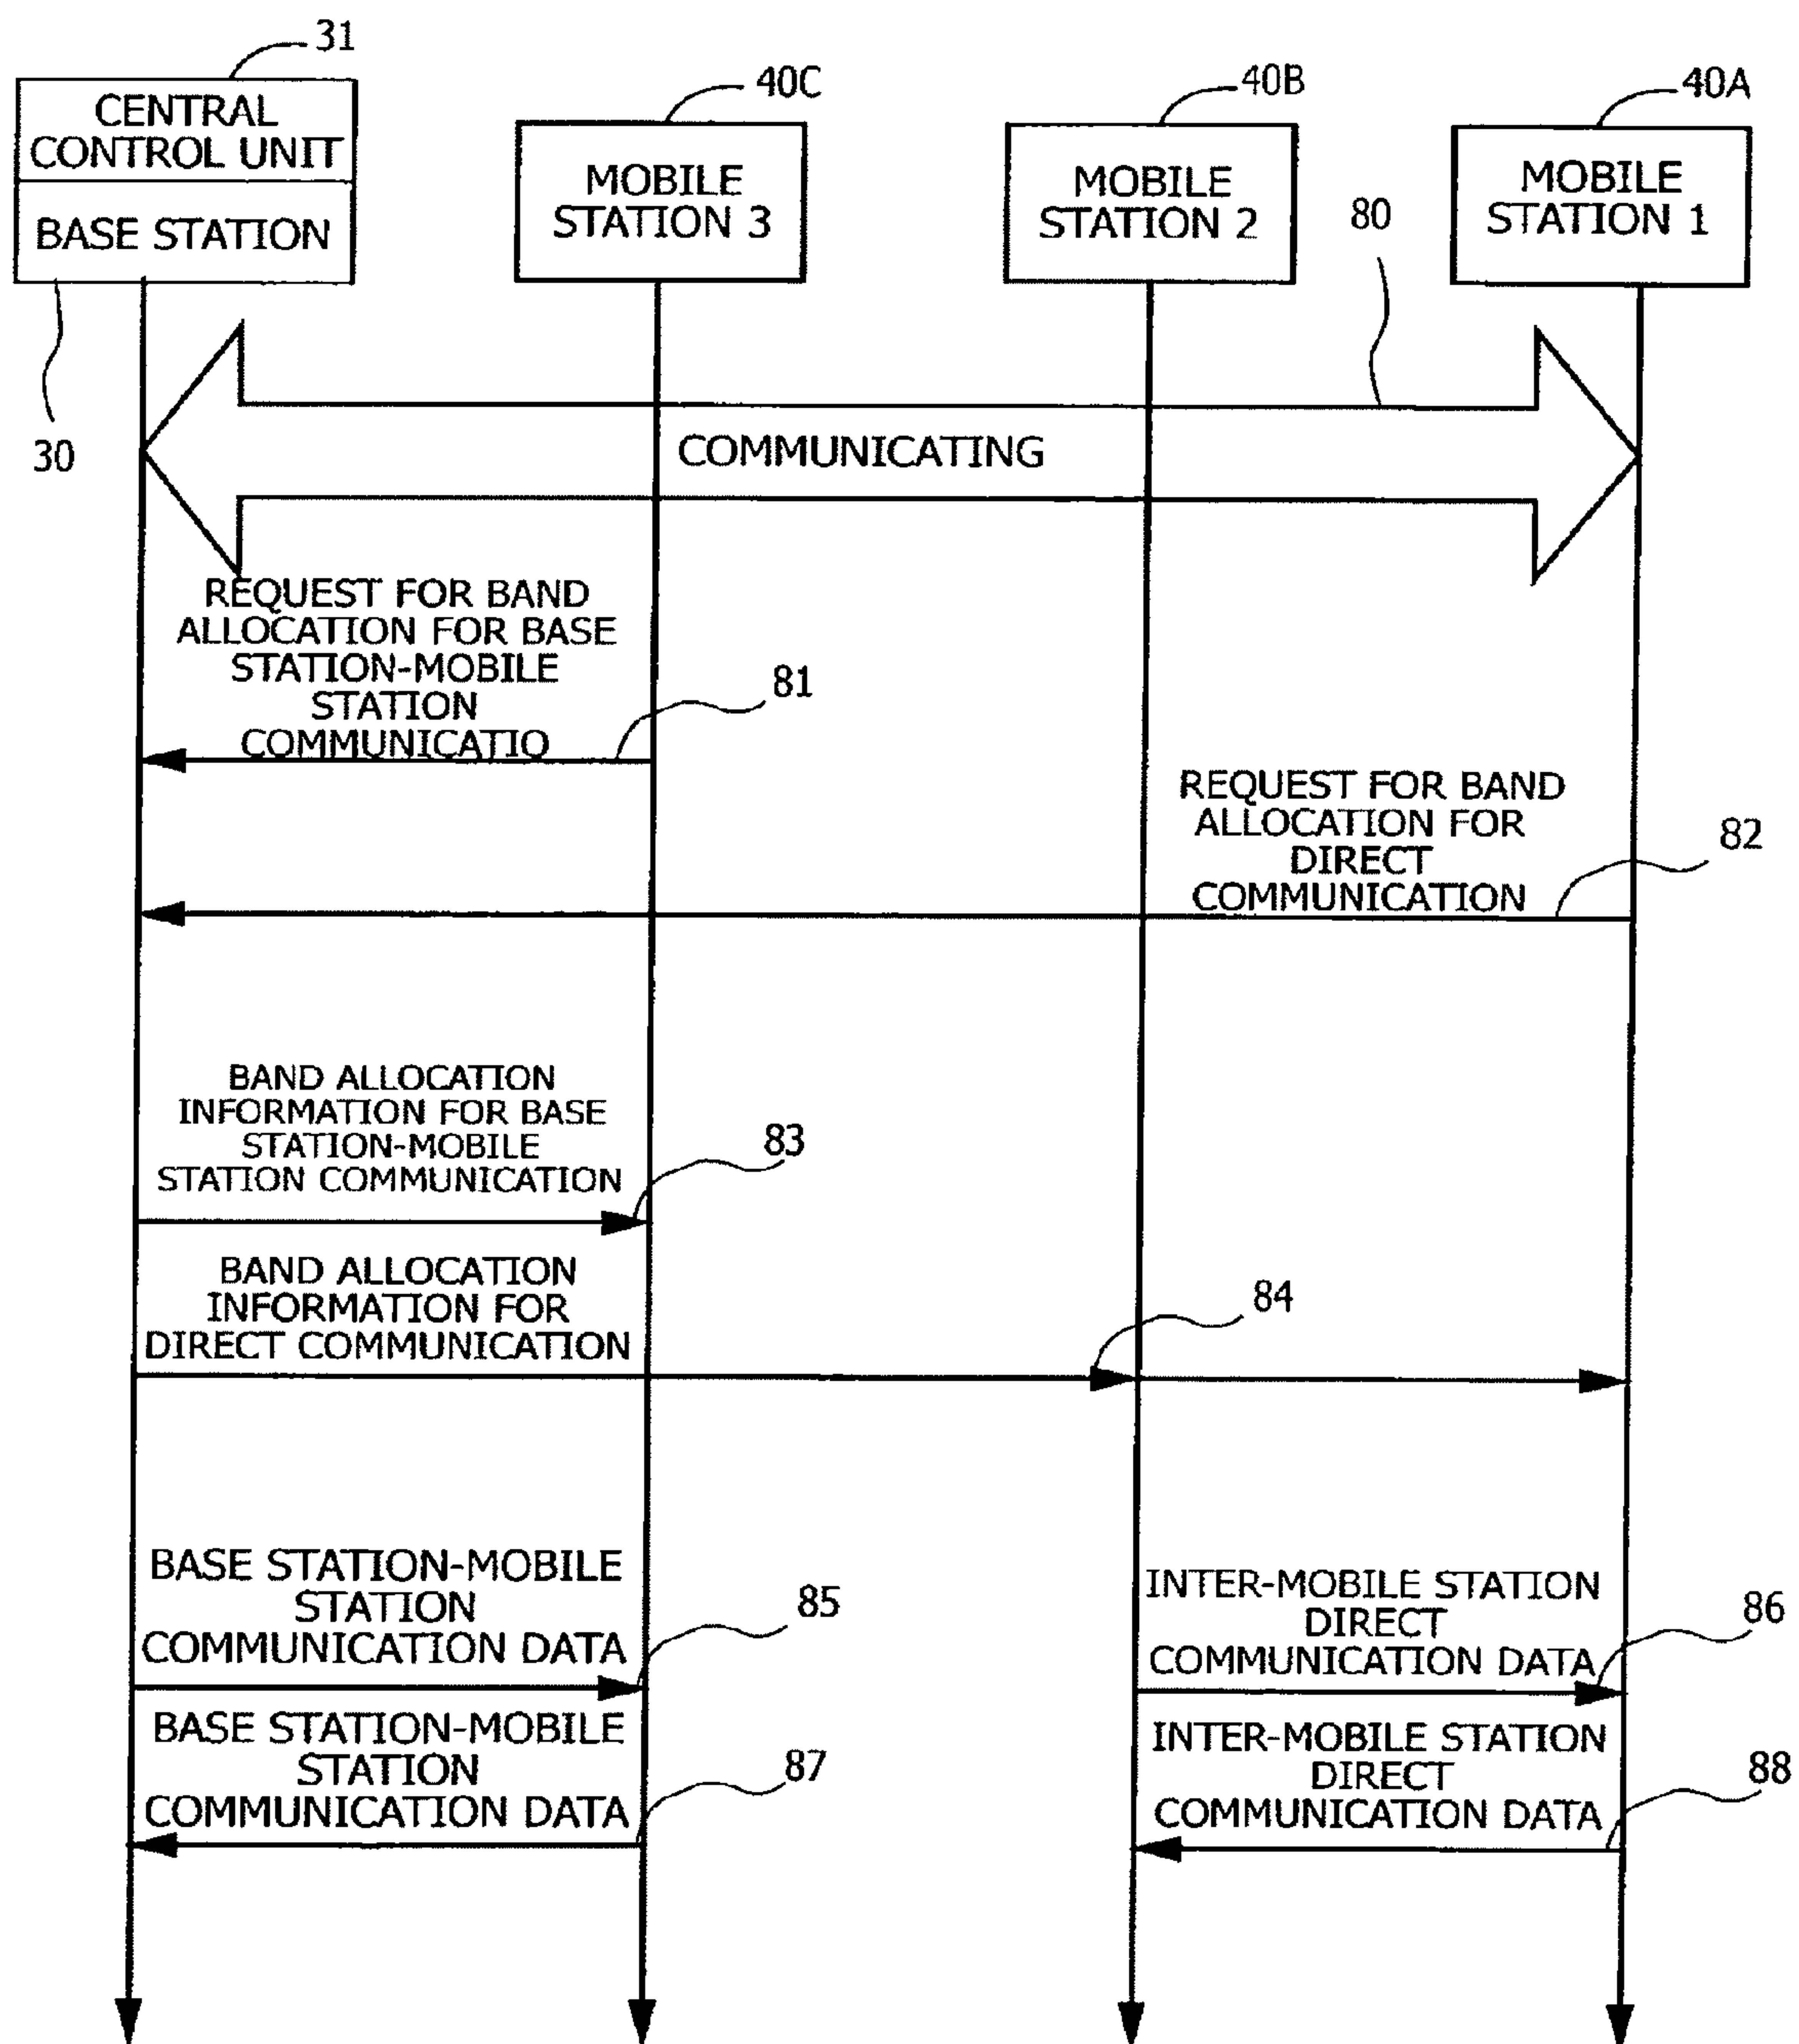 31
CENTRAL
CONTROL UNIT
BASE STATION
30
40C
MOBILE
STATION 3
40B
MOBILE
STATION 2
40A
MOBILE
STATION 1
80
COMMUNICATING
REQUEST FOR BAND
ALLOCATION FOR BASE
STATION-MOBILE
STATION
COMMUNICATIO
81
REQUEST FOR BAND
ALLOCATION FOR
DIRECT
COMMUNICATION
82
BAND ALLOCATION
INFORMATION FOR BASE
STATION-MOBILE
STATION COMMUNICATION
83
BAND ALLOCATION
INFORMATION FOR
DIRECT COMMUNICATION
84
BASE STATION-MOBILE
STATION
COMMUNICATION DATA
85
INTER-MOBILE STATION
DIRECT
COMMUNICATION DATA
86
BASE STATION-MOBILE
STATION
COMMUNICATION DATA
87
INTER-MOBILE STATION
DIRECT
COMMUNICATION DATA
88